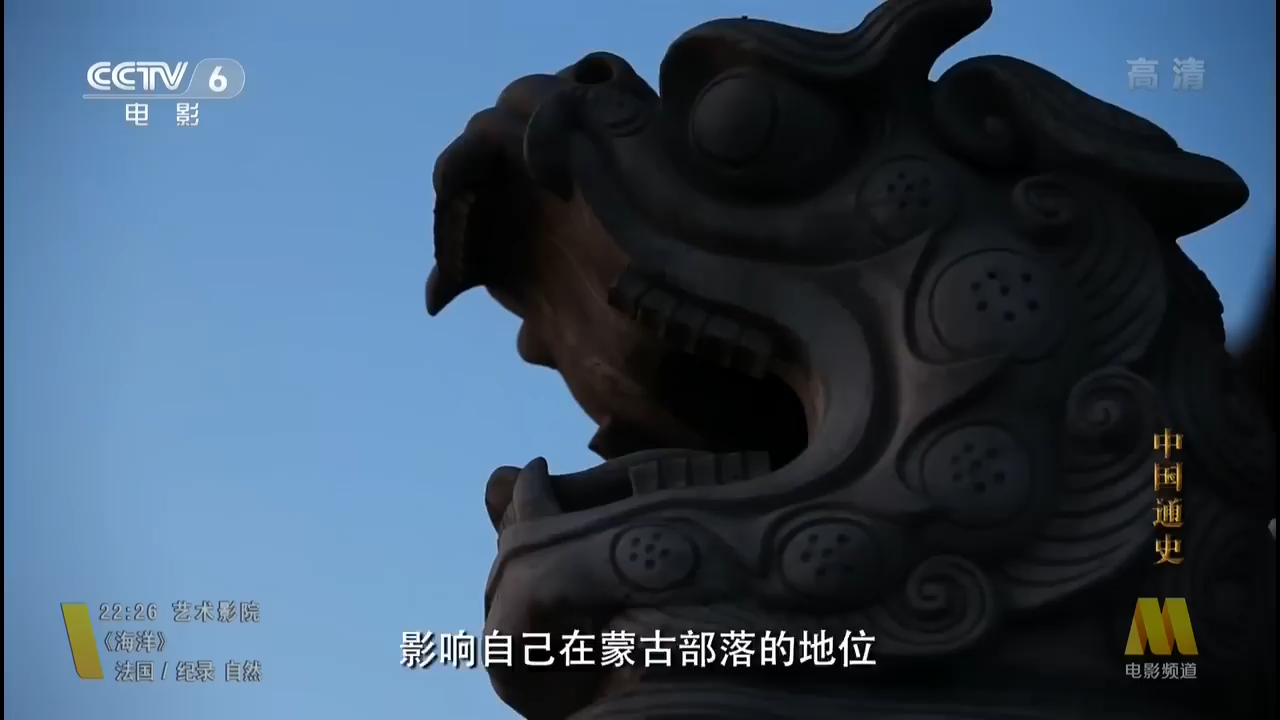 CCTV 6
电影
高清
中国通史
22:26 艺术影院
《海洋》
法国 / 纪录 自然
影响自己在蒙古部落的地位
电影频道